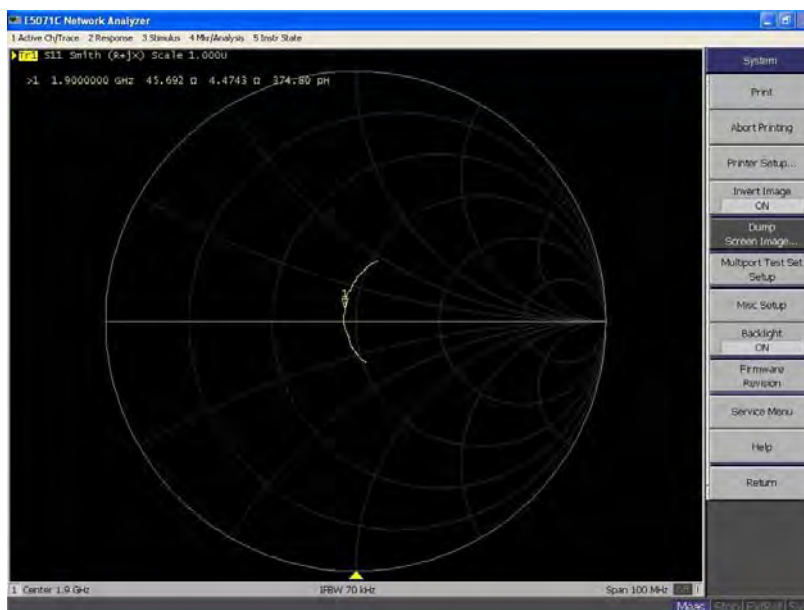 E5071C Network Analyzer
1 Active Ch/Trace 2 Response 3 Stimulus 4 Mkr/Analysis 5 Instr State
Tr1 S11 Smith (R+jX) Scale 1.000U
>1 1.9000000 GHz 45.692 Ω 4.4743 Ω 374.80 pH
1
System
Print
Abort Printing
Printer Setup...
Invert Image
ON
Dump
Screen Image...
Multiport Test Set
Setup
Misc Setup
Backlight
ON
Firmware
Revision
Service Menu
Help
Return
1 Center 1.9 GHz IFBW 70 kHz Span 100 MHz
Meas Stop ExtRef